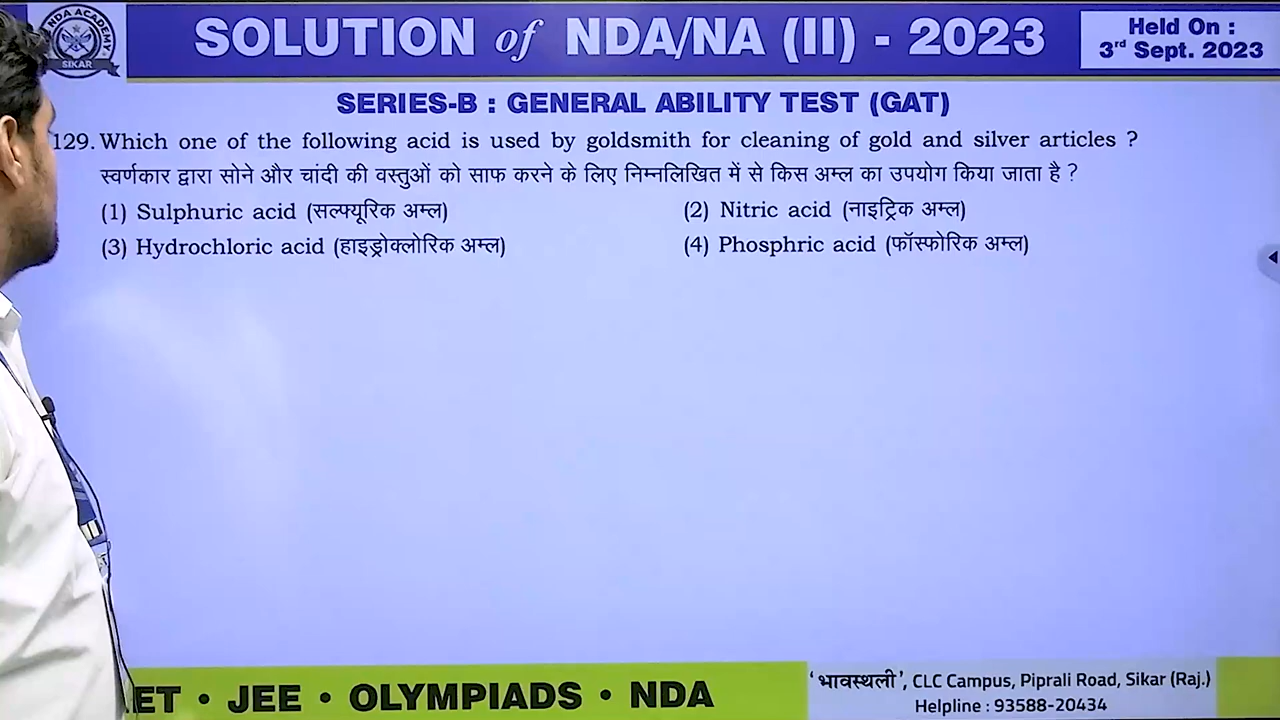 NDA ACADEMY
SIKAR
SOLUTION of NDA/NA (II) - 2023
Held On :
3rd Sept. 2023
SERIES-B : GENERAL ABILITY TEST (GAT)
129. Which one of the following acid is used by goldsmith for cleaning of gold and silver articles ?
स्वर्णकार द्वारा सोने और चांदी की वस्तुओं को साफ करने के लिए निम्नलिखित में से किस अम्ल का उपयोग किया जाता है ?
(1) Sulphuric acid (सल्फ्यूरिक अम्ल) (2) Nitric acid (नाइट्रिक अम्ल)
(3) Hydrochloric acid (हाइड्रोक्लोरिक अम्ल) (4) Phosphric acid (फॉस्फोरिक अम्ल)
ET • JEE • OLYMPIADS • NDA
‘भावस्थली’, CLC Campus, Piprali Road, Sikar (Raj.)
Helpline : 93588-20434